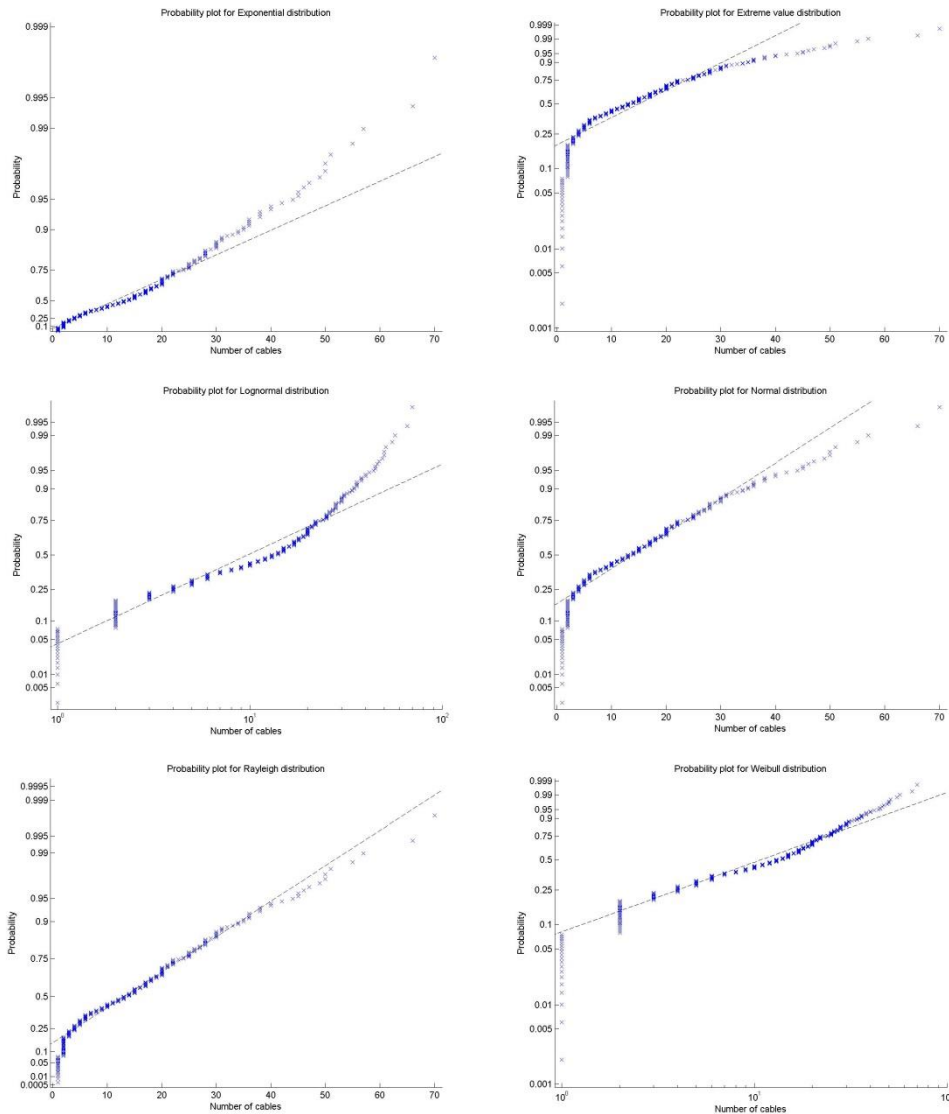 Probability plot for Exponential distribution
0.999
0.995
0.99
0.95
0.9
0.75
0.5
0.25
0.1
Probability
0 10 20 30 40 50 60 70
Number of cables
Probability plot for Extreme value distribution
0.999
0.99
0.95
0.9
0.75
0.5
0.25
0.1
0.05
0.01
0.005
0.001
Probability
0 10 20 30 40 50 60 70
Number of cables
Probability plot for Lognormal distribution
0.995
0.99
0.95
0.9
0.75
0.5
0.25
0.1
0.05
0.01
0.005
Probability
10^0 10^1 10^2
Number of cables
Probability plot for Normal distribution
0.995
0.99
0.95
0.9
0.75
0.5
0.25
0.1
0.05
0.01
0.005
Probability
0 10 20 30 40 50 60 70
Number of cables
Probability plot for Rayleigh distribution
0.9995
0.999
0.995
0.99
0.95
0.9
0.75
0.5
0.25
0.1
0.05
0.01
0.0005
Probability
0 10 20 30 40 50 60 70
Number of cables
Probability plot for Weibull distribution
0.999
0.99
0.95
0.9
0.75
0.5
0.25
0.1
0.05
0.01
0.005
0.001
Probability
10^0 10^1 19
Number of cables